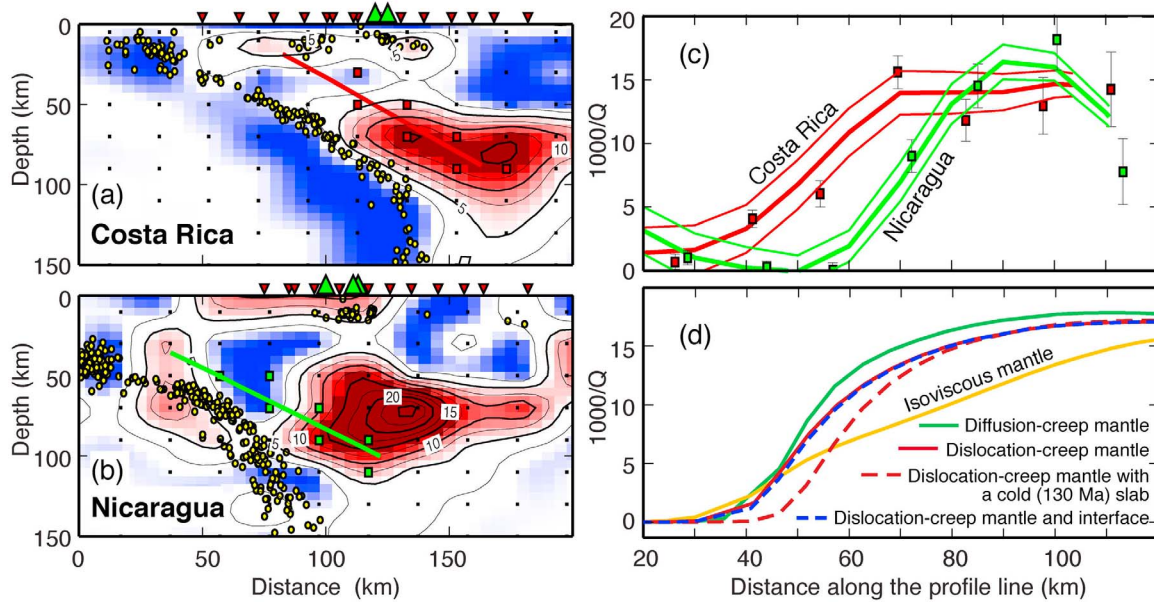 0
50
100
150
Depth (km)
(a)
Costa Rica
5
5
10
5
0
50
100
150
Depth (km)
(b)
Nicaragua
5
10
20
15
10
0
50
100
150
Distance (km)
(c)
20
15
10
5
0
1000/Q
Costa Rica
Nicaragua
(d)
15
10
5
0
1000/Q
Isoviscous mantle
Diffusion-creep mantle
Dislocation-creep mantle
Dislocation-creep mantle with
a cold (130 Ma) slab
Dislocation-creep mantle and interface
20
40
60
80
100
Distance along the profile line (km)